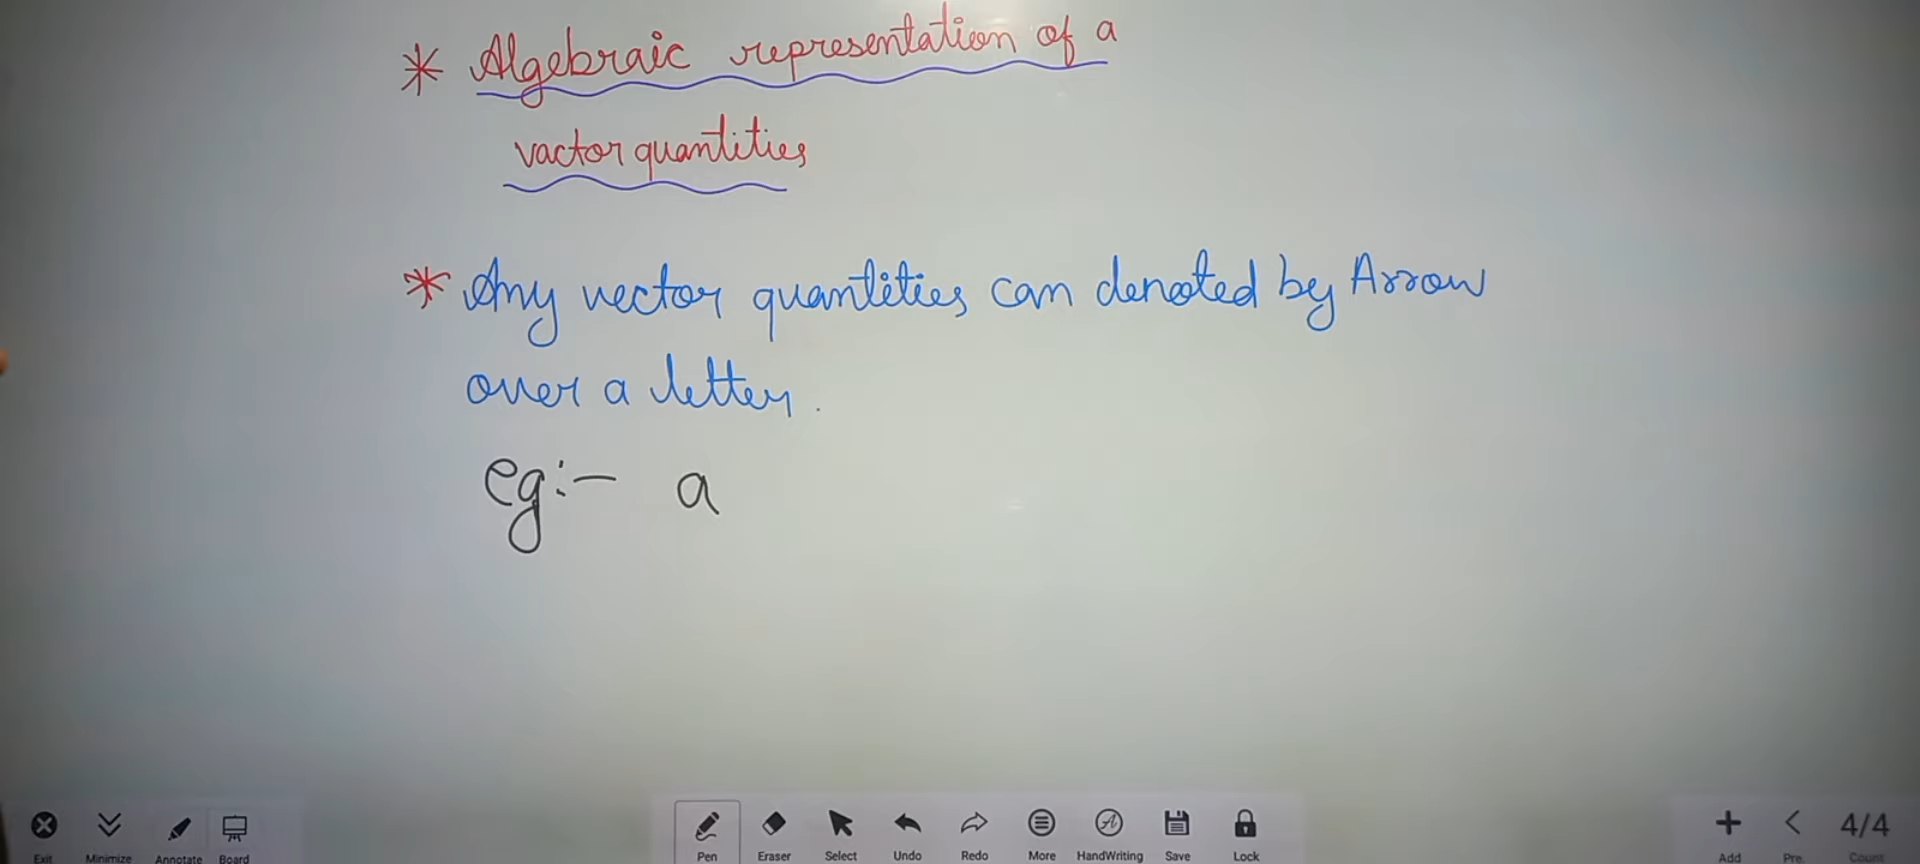 * Algebraic representation of a
vactor quantities
* Any vector quantities can denoted by Arrow
over a letter.
eg:- a
Exit Minimize Annotate Board Pen Eraser Select Undo Redo More HandWriting Save Lock Add Pre 4/4 Count